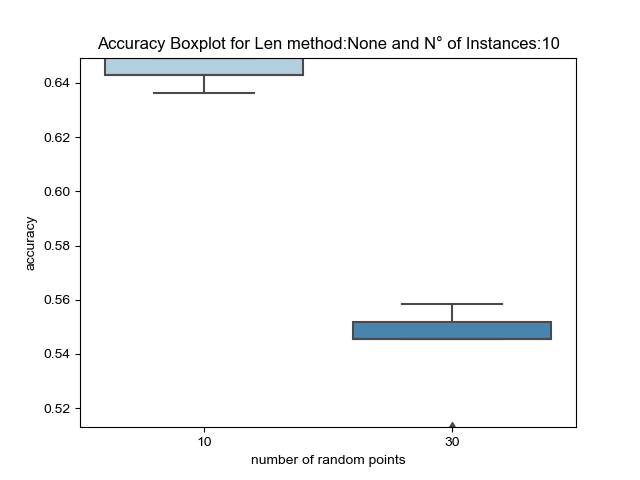 Accuracy Boxplot for Len method:None and N° of Instances:10
0.64
0.62
0.60
0.58
0.56
0.54
0.52
accuracy
10 30
number of random points